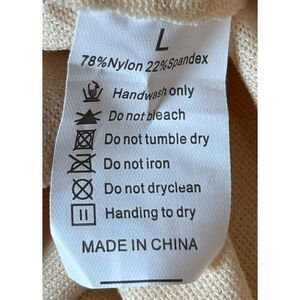 L
78%Nylon 22%Spandex
Handwash only
Do not bleach
Do not tumble dry
Do not iron
Do not dryclean
Handing to dry
MADE IN CHINA